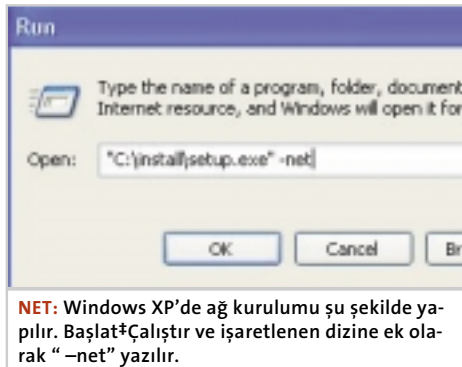 Run
Type the name of a program, folder, document
Internet resource, and Windows will open it for
Open: "C:\install\setup.exe" -net
OK Cancel Br
NET: Windows XP'de ağ kurulumu şu şekilde ya-
pılır. Başlat‡Çalıştır ve işaretlenen dizine ek ola-
rak “ –net” yazılır.